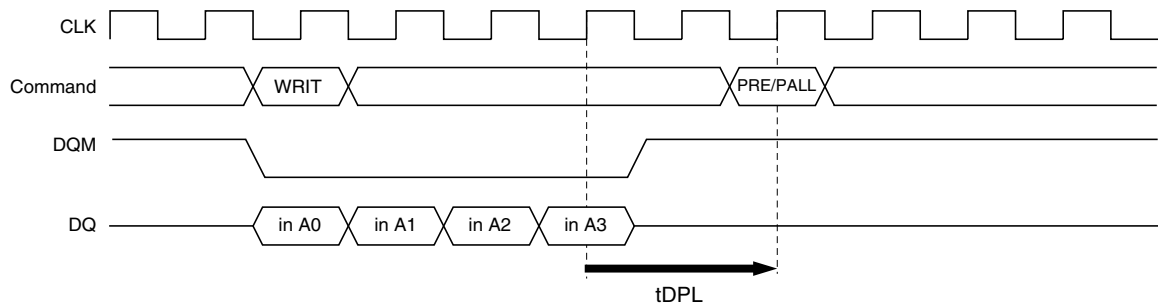 CLK
Command WRIT PRE/PALL
DQM
DQ in A0 in A1 in A2 in A3
tDPL